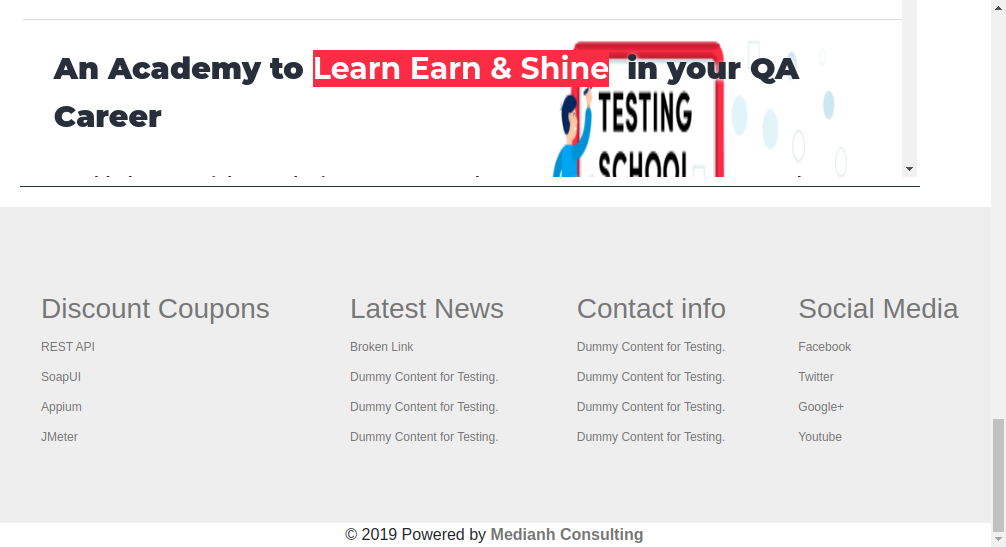 An Academy to Learn Earn & Shine in your QA
Career
TESTING
SCHOOL
Discount Coupons
REST API
SoapUI
Appium
JMeter
Latest News
Broken Link
Dummy Content for Testing.
Dummy Content for Testing.
Dummy Content for Testing.
Contact info
Dummy Content for Testing.
Dummy Content for Testing.
Dummy Content for Testing.
Dummy Content for Testing.
Social Media
Facebook
Twitter
Google+
Youtube
© 2019 Powered by Medianh Consulting